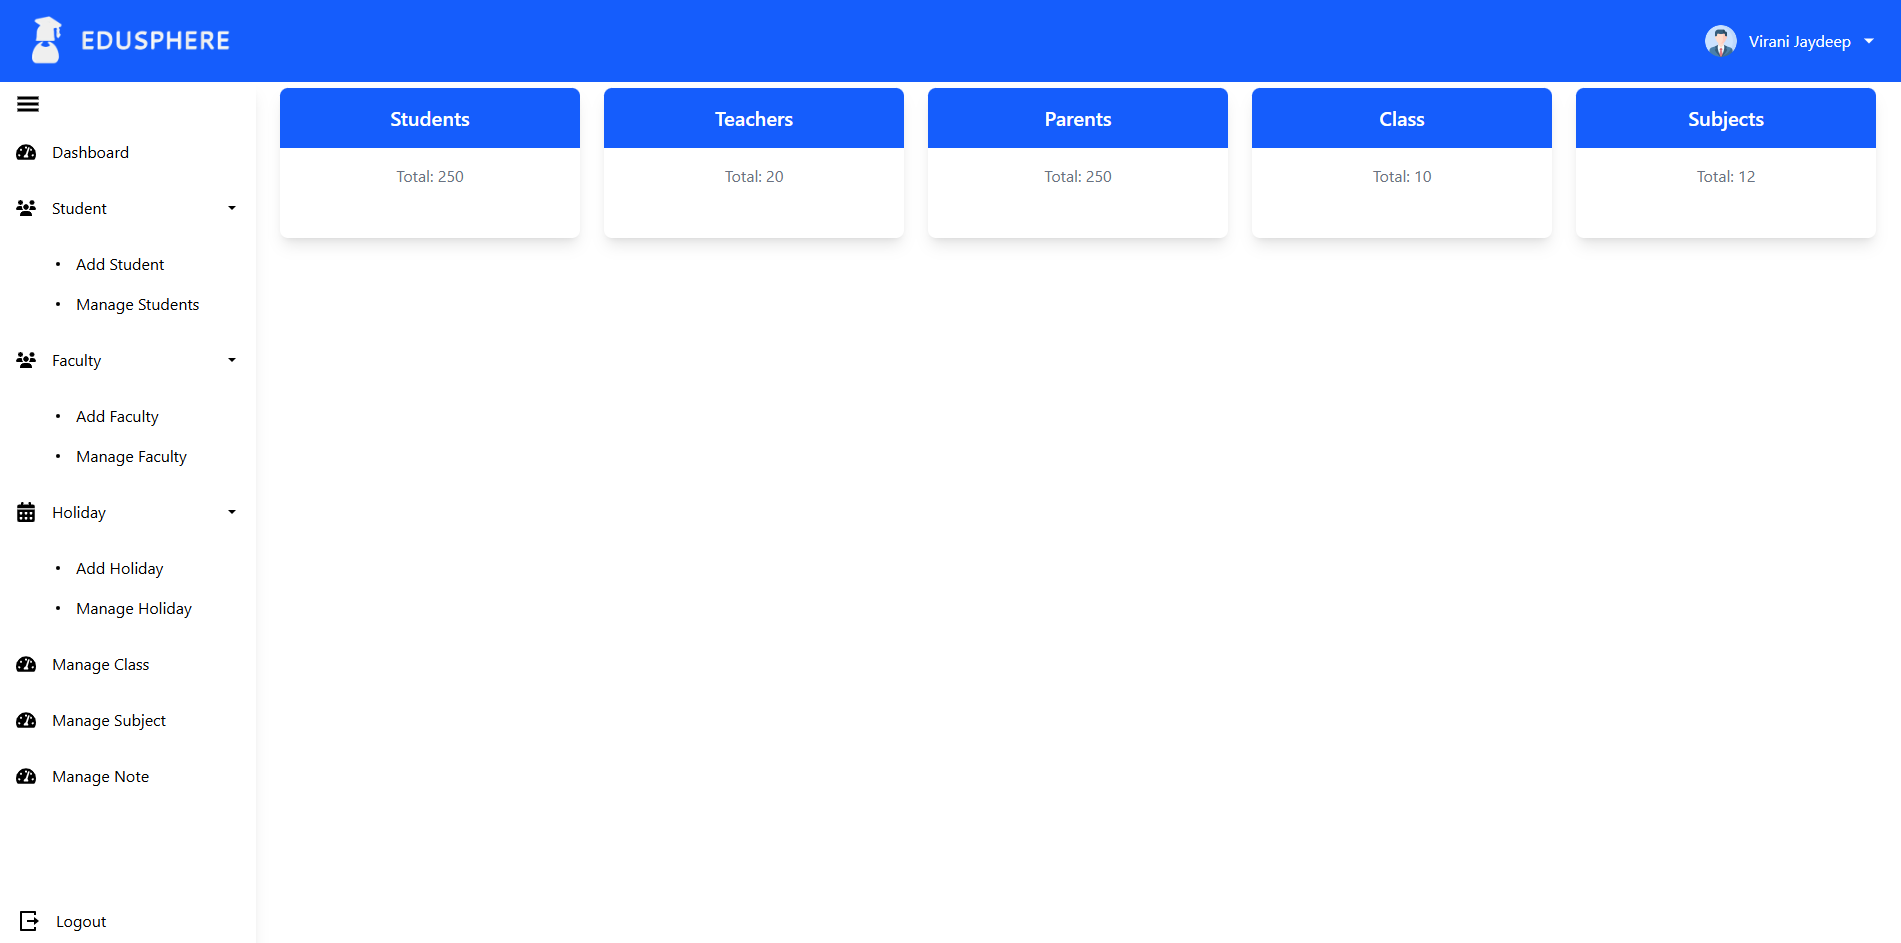 EDUSPHERE
Virani Jaydeep
Students
Total: 250
Teachers
Total: 20
Parents
Total: 250
Class
Total: 10
Subjects
Total: 12
Dashboard
Student
• Add Student
• Manage Students
Faculty
• Add Faculty
• Manage Faculty
Holiday
• Add Holiday
• Manage Holiday
Manage Class
Manage Subject
Manage Note
Logout